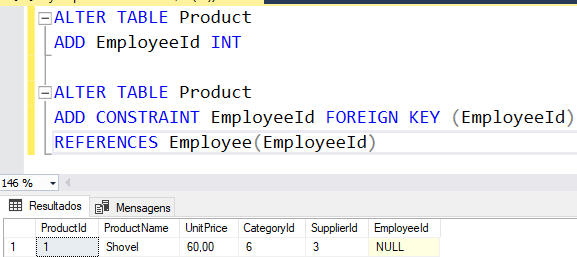 ALTER TABLE Product
ADD EmployeeId INT
ALTER TABLE Product
ADD CONSTRAINT EmployeeId FOREIGN KEY (EmployeeId)
REFERENCES Employee(EmployeeId)
146 %
Resultados Mensagens
ProductId ProductName UnitPrice CategoryId SupplierId EmployeeId
1 1 Shovel 60,00 6 3 NULL